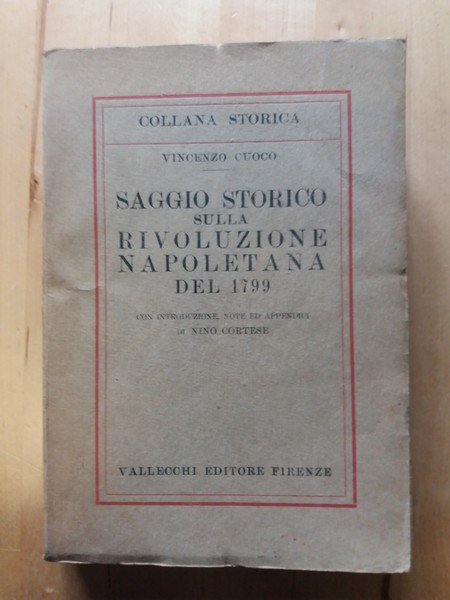 COLLANA STORICA
VINCENZO CUOCO
SAGGIO STORICO
SULLA
RIVOLUZIONE
NAPOLETANA
DEL 1799
CON INTRODUZIONE, NOTE ED APPENDICI
DI NINO CORTESE
VALLECCHI EDITORE FIRENZE